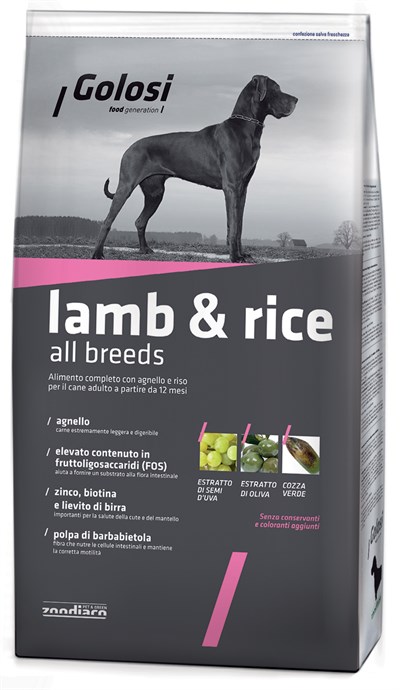 confezione salva freschezza
Golosi
food generation
lamb & rice
all breeds
Alimento completo con agnello e riso
per il cane adulto a partire da 12 mesi
agnello
carne estremamente leggera e digeribile
elevato contenuto in
fruttoligosaccaridi (FOS)
aiuta a fornire un substrato alla flora intestinale
zinco, biotina
e lievito di birra
importanti per la salute della cute e del mantello
polpa di barbabietola
fibra che nutre le cellule intestinali e mantiene
la corretta motilità
ESTRATTO
DI SEMI
D'UVA
ESTRATTO
DI OLIVA
COZZA
VERDE
Senza conservanti
e coloranti aggiunti
PET & GREEN
zoodiaco
Golosi